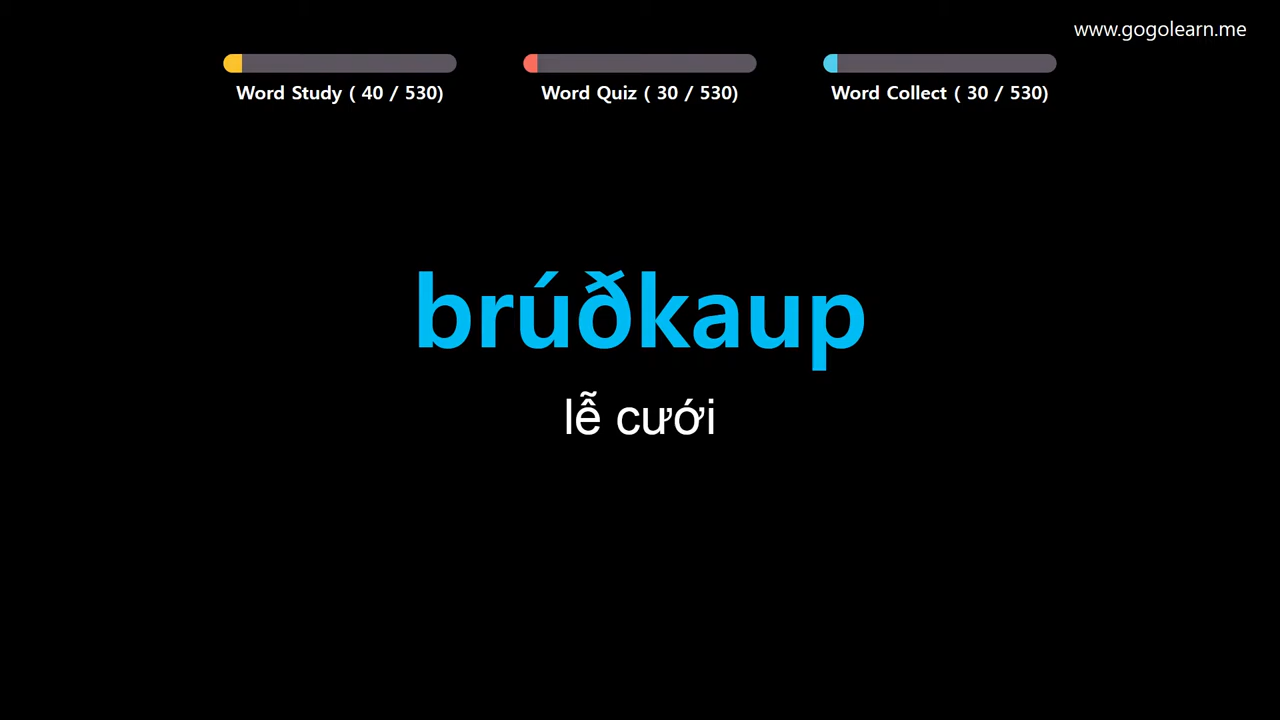 www.gogolearn.me
Word Study ( 40 / 530)
Word Quiz ( 30 / 530)
Word Collect ( 30 / 530)
brúðkaup
lễ cưới